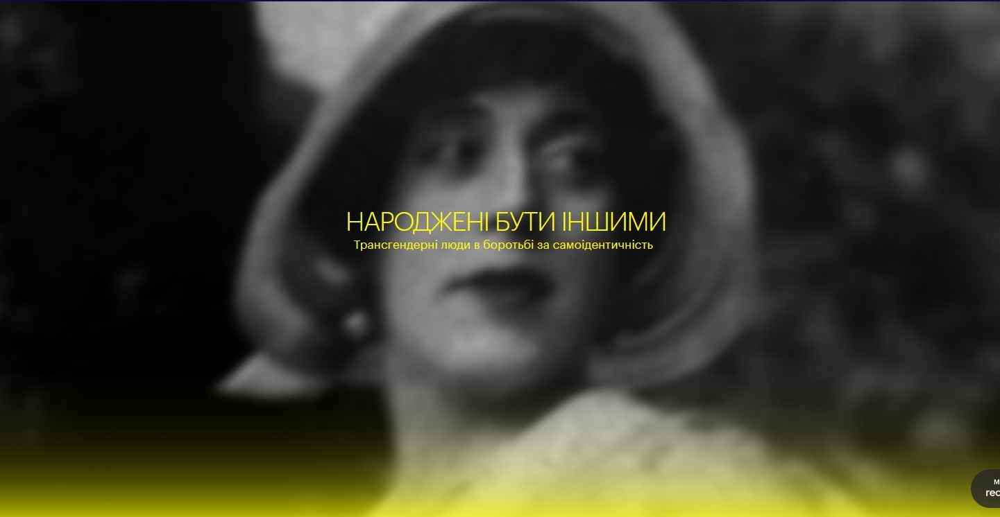 НАРОДЖЕНІ БУТИ ІНШИМИ
Трансгендерні люди в боротьбі за самоідентичність